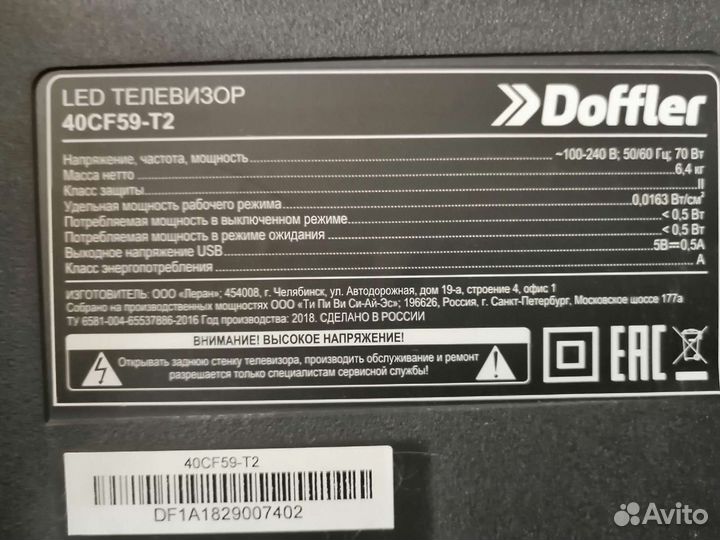 LED ТЕЛЕВИЗОР
40CF59-T2
Doffler
Напряжение, частота, мощность ~100-240 В; 50/60 Гц; 70 Вт
Масса нетто 6,4 кг
Класс защиты II
Удельная мощность рабочего режима 0,0163 Вт/см²
Потребляемая мощность в выключенном режиме < 0,5 Вт
Потребляемая мощность в режиме ожидания < 0,5 Вт
Выходное напряжение USB 5В⎓0,5А
Класс энергопотребления А
ИЗГОТОВИТЕЛЬ: ООО «Леран»; 454008, г. Челябинск, ул. Автодорожная, дом 19-а, строение 4, офис 1
Собрано на производственных мощностях ООО «Ти Пи Ви Си-Ай-Эс»; 196626, Россия, г. Санкт-Петербург, Московское шоссе 177а
ТУ 6581-004-65537886-2016 Год производства: 2018. СДЕЛАНО В РОССИИ
ВНИМАНИЕ! ВЫСОКОЕ НАПРЯЖЕНИЕ!
Открывать заднюю стенку телевизора, производить обслуживание и ремонт
разрешается только специалистам сервисной службы!
EAC
40CF59-T2
DF1A1829007402
Avito